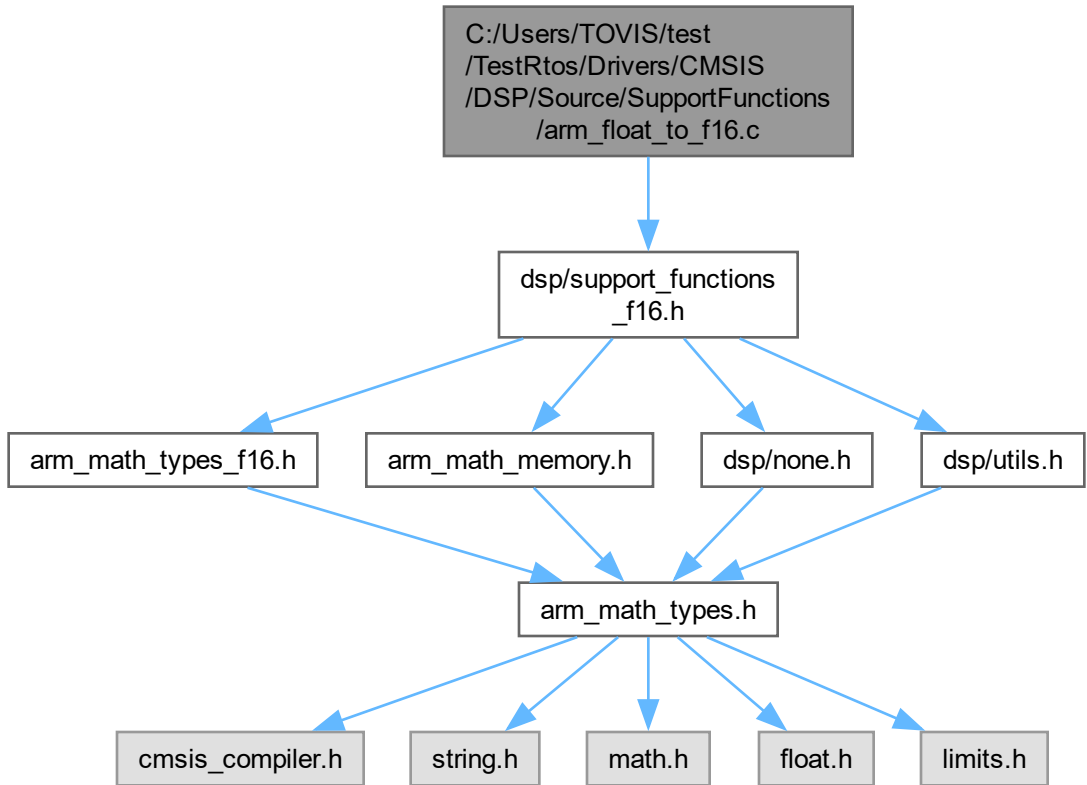 C:/Users/TOVIS/test
/TestRtos/Drivers/CMSIS
/DSP/Source/SupportFunctions
/arm_float_to_f16.c
dsp/support_functions
_f16.h
arm_math_types_f16.h
arm_math_memory.h
dsp/none.h
dsp/utils.h
arm_math_types.h
cmsis_compiler.h
string.h
math.h
float.h
limits.h